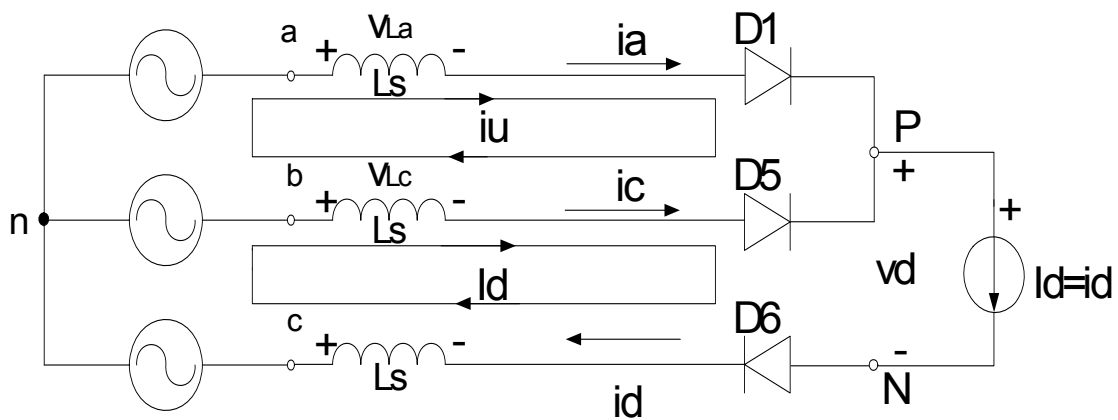 a + VLa - ia D1
Ls
iu P
+
b + VLc - ic D5
n Ls +
Id vd Id=id
c + - D6
Ls id -
N